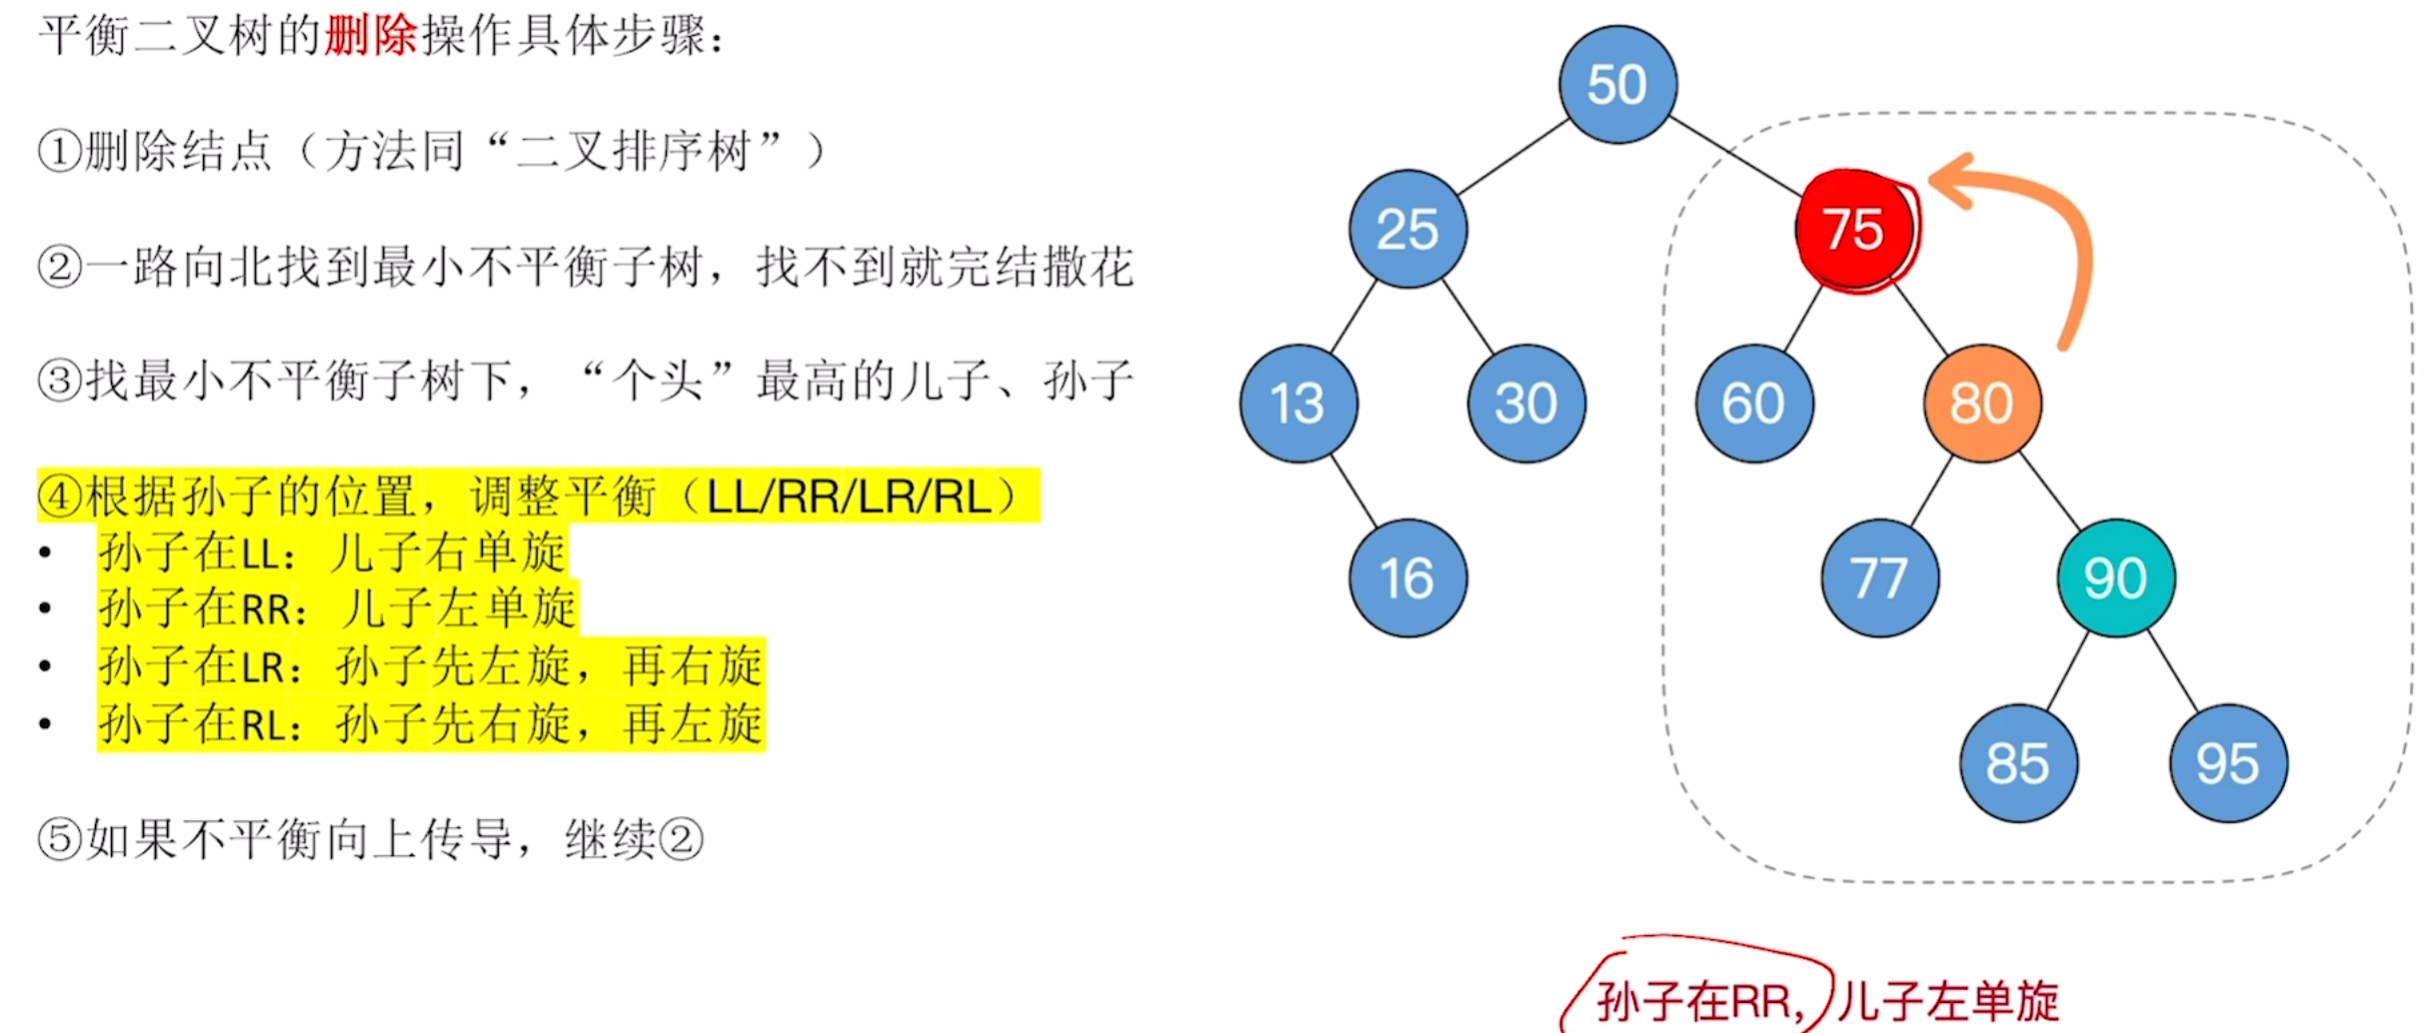 平衡二叉树的删除操作具体步骤：
①删除结点（方法同“二叉排序树”）
②一路向北找到最小不平衡子树，找不到就完结撒花
③找最小不平衡子树下，“个头”最高的儿子、孙子
④根据孙子的位置，调整平衡（LL/RR/LR/RL）
• 孙子在LL：儿子右单旋
• 孙子在RR：儿子左单旋
• 孙子在LR：孙子先左旋，再右旋
• 孙子在RL：孙子先右旋，再左旋
⑤如果不平衡向上传导，继续②
50
25 75
13 30 60 80
16 77 90
85 95
孙子在RR，儿子左单旋